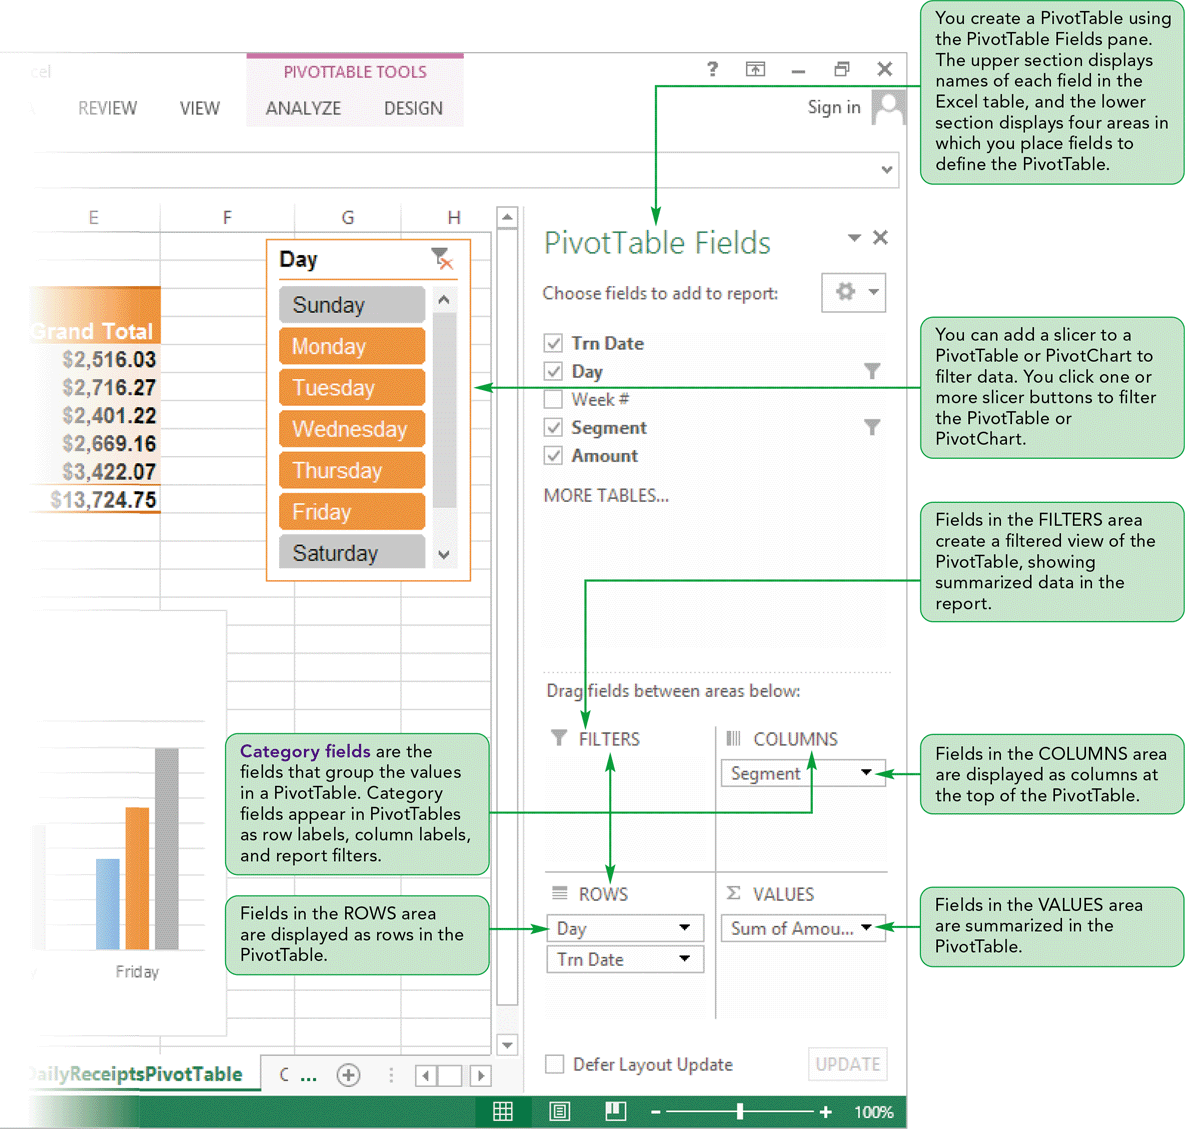 You create a PivotTable using
the PivotTable Fields pane.
The upper section displays
names of each field in the
Excel table, and the lower
section displays four areas in
which you place fields to
define the PivotTable.
cel
PIVOTTABLE TOOLS
?
REVIEW VIEW ANALYZE DESIGN
Sign in
E F G H
Day
Sunday
Monday
Tuesday
Wednesday
Thursday
Friday
Saturday
Grand Total
$2,516.03
$2,716.27
$2,401.22
$2,669.16
$3,422.07
$13,724.75
PivotTable Fields
Choose fields to add to report:
Trn Date
Day
Week #
Segment
Amount
MORE TABLES...
You can add a slicer to a
PivotTable or PivotChart to
filter data. You click one or
more slicer buttons to filter
the PivotTable or
PivotChart.
Fields in the FILTERS area
create a filtered view of the
PivotTable, showing
summarized data in the
report.
Drag fields between areas below:
FILTERS
COLUMNS
Segment
Fields in the COLUMNS area
are displayed as columns at
the top of the PivotTable.
Category fields are the
fields that group the values
in a PivotTable. Category
fields appear in PivotTables
as row labels, column labels,
and report filters.
Fields in the ROWS area
are displayed as rows in the
PivotTable.
ROWS
Day
Trn Date
Σ VALUES
Sum of Amou...
Fields in the VALUES area
are summarized in the
PivotTable.
Friday
Defer Layout Update
UPDATE
DailyReceiptsPivotTable
C ...
100%